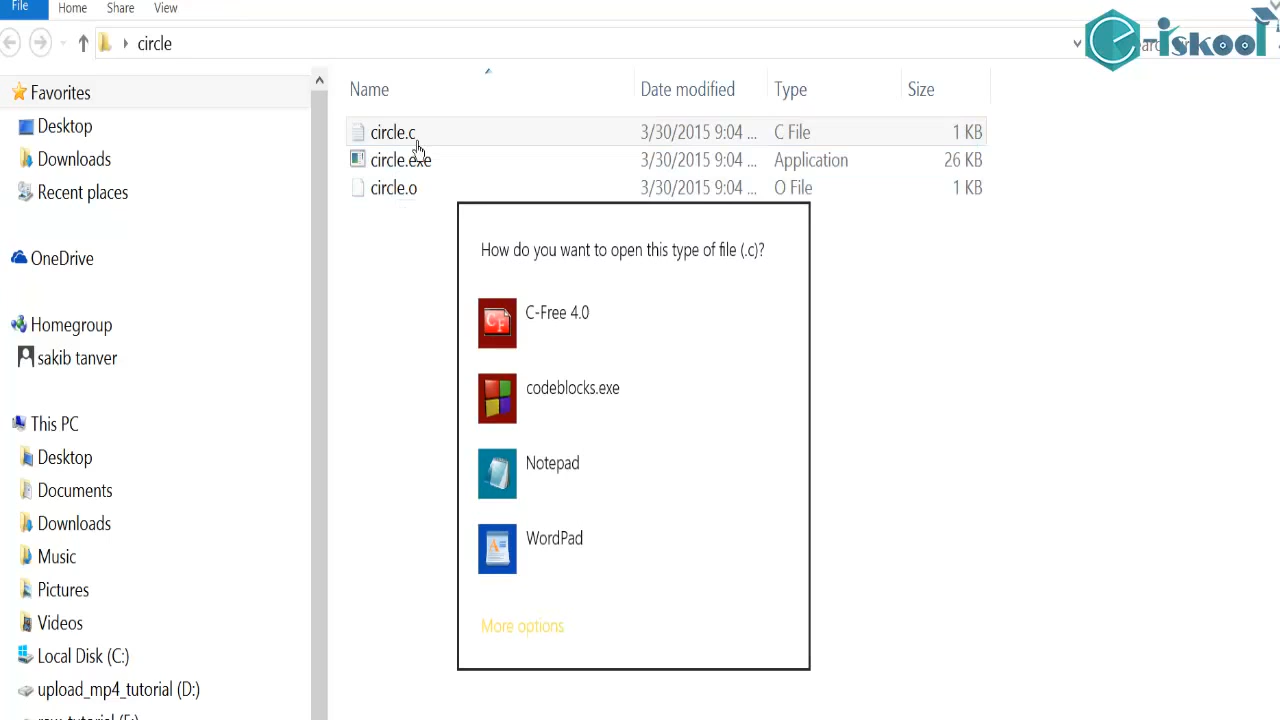 File Home Share View
circle
e-iskool
Favorites
Desktop
Downloads
Recent places
OneDrive
Homegroup
sakib tanver
This PC
Desktop
Documents
Downloads
Music
Pictures
Videos
Local Disk (C:)
upload_mp4_tutorial (D:)
Name Date modified Type Size
circle.c 3/30/2015 9:04 ... C File 1 KB
circle.exe 3/30/2015 9:04 ... Application 26 KB
circle.o 3/30/2015 9:04 ... O File 1 KB
How do you want to open this type of file (.c)?
CF C-Free 4.0
codeblocks.exe
Notepad
A WordPad
More options